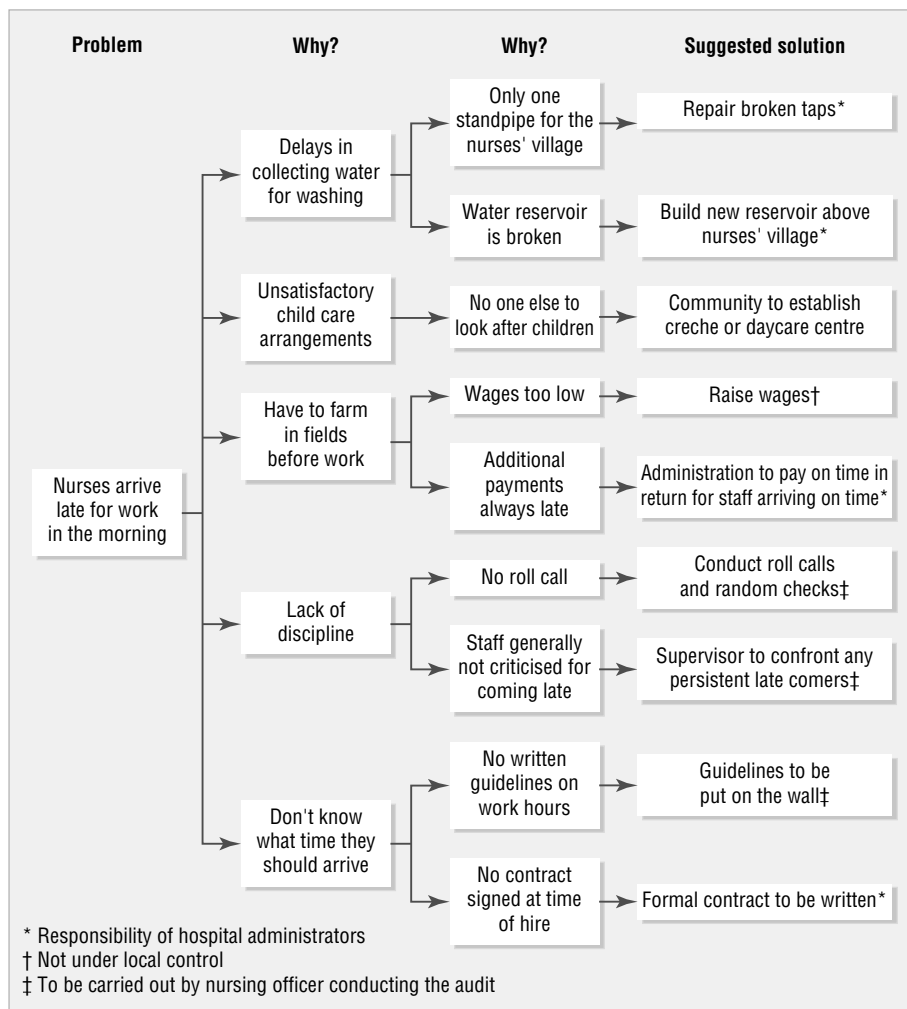 Problem
Why?
Why?
Suggested solution
Nurses arrive
late for work
in the morning
Delays in
collecting water
for washing
Only one
standpipe for the
nurses' village
Repair broken taps*
Water reservoir
is broken
Build new reservoir above
nurses' village*
Unsatisfactory
child care
arrangements
No one else to
look after children
Community to establish
creche or daycare centre
Have to farm
in fields
before work
Wages too low
Raise wages†
Additional
payments
always late
Administration to pay on time in
return for staff arriving on time*
Lack of
discipline
No roll call
Conduct roll calls
and random checks‡
Staff generally
not criticised for
coming late
Supervisor to confront any
persistent late comers‡
Don't know
what time they
should arrive
No written
guidelines on
work hours
Guidelines to be
put on the wall‡
No contract
signed at time
of hire
Formal contract to be written*
* Responsibility of hospital administrators
† Not under local control
‡ To be carried out by nursing officer conducting the audit